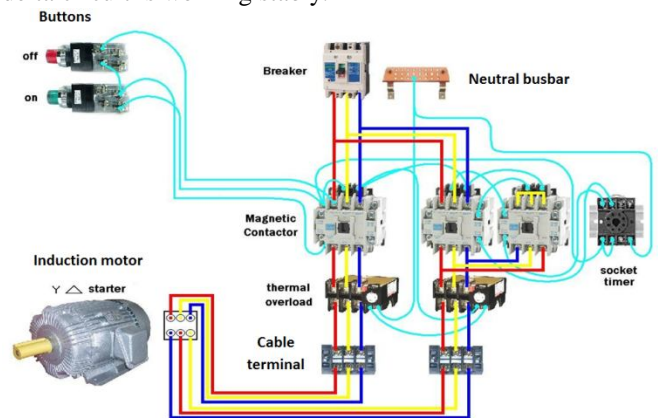 Buttons
off
on
Breaker
Neutral busbar
Magnetic
Contactor
socket
timer
Induction motor
Y △ starter
thermal
overload
Cable
terminal